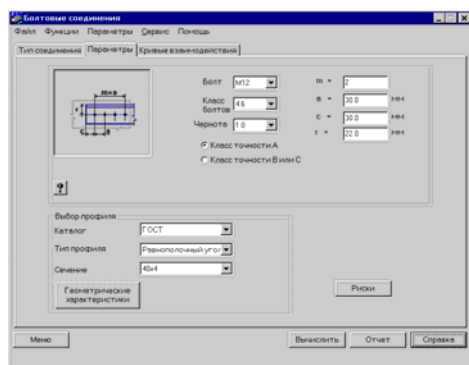 Болтовые соединения
Файл Функции Параметры Сервис Помощь
Тип соединения Параметры Кривые взаимодействия
m×a
r
c a
Болт M12
Класс болтов 4.6
Чернота 1.0
Класс точности А
Класс точности В или С
m = 2
a = 30.0 мм
c = 30.0 мм
r = 22.0 мм
?
Выбор профиля
Каталог ГОСТ
Тип профиля Равнополочный угол
Сечение 40x4
Геометрические
характеристики
Риски
Меню Вычислить Отчет Справка